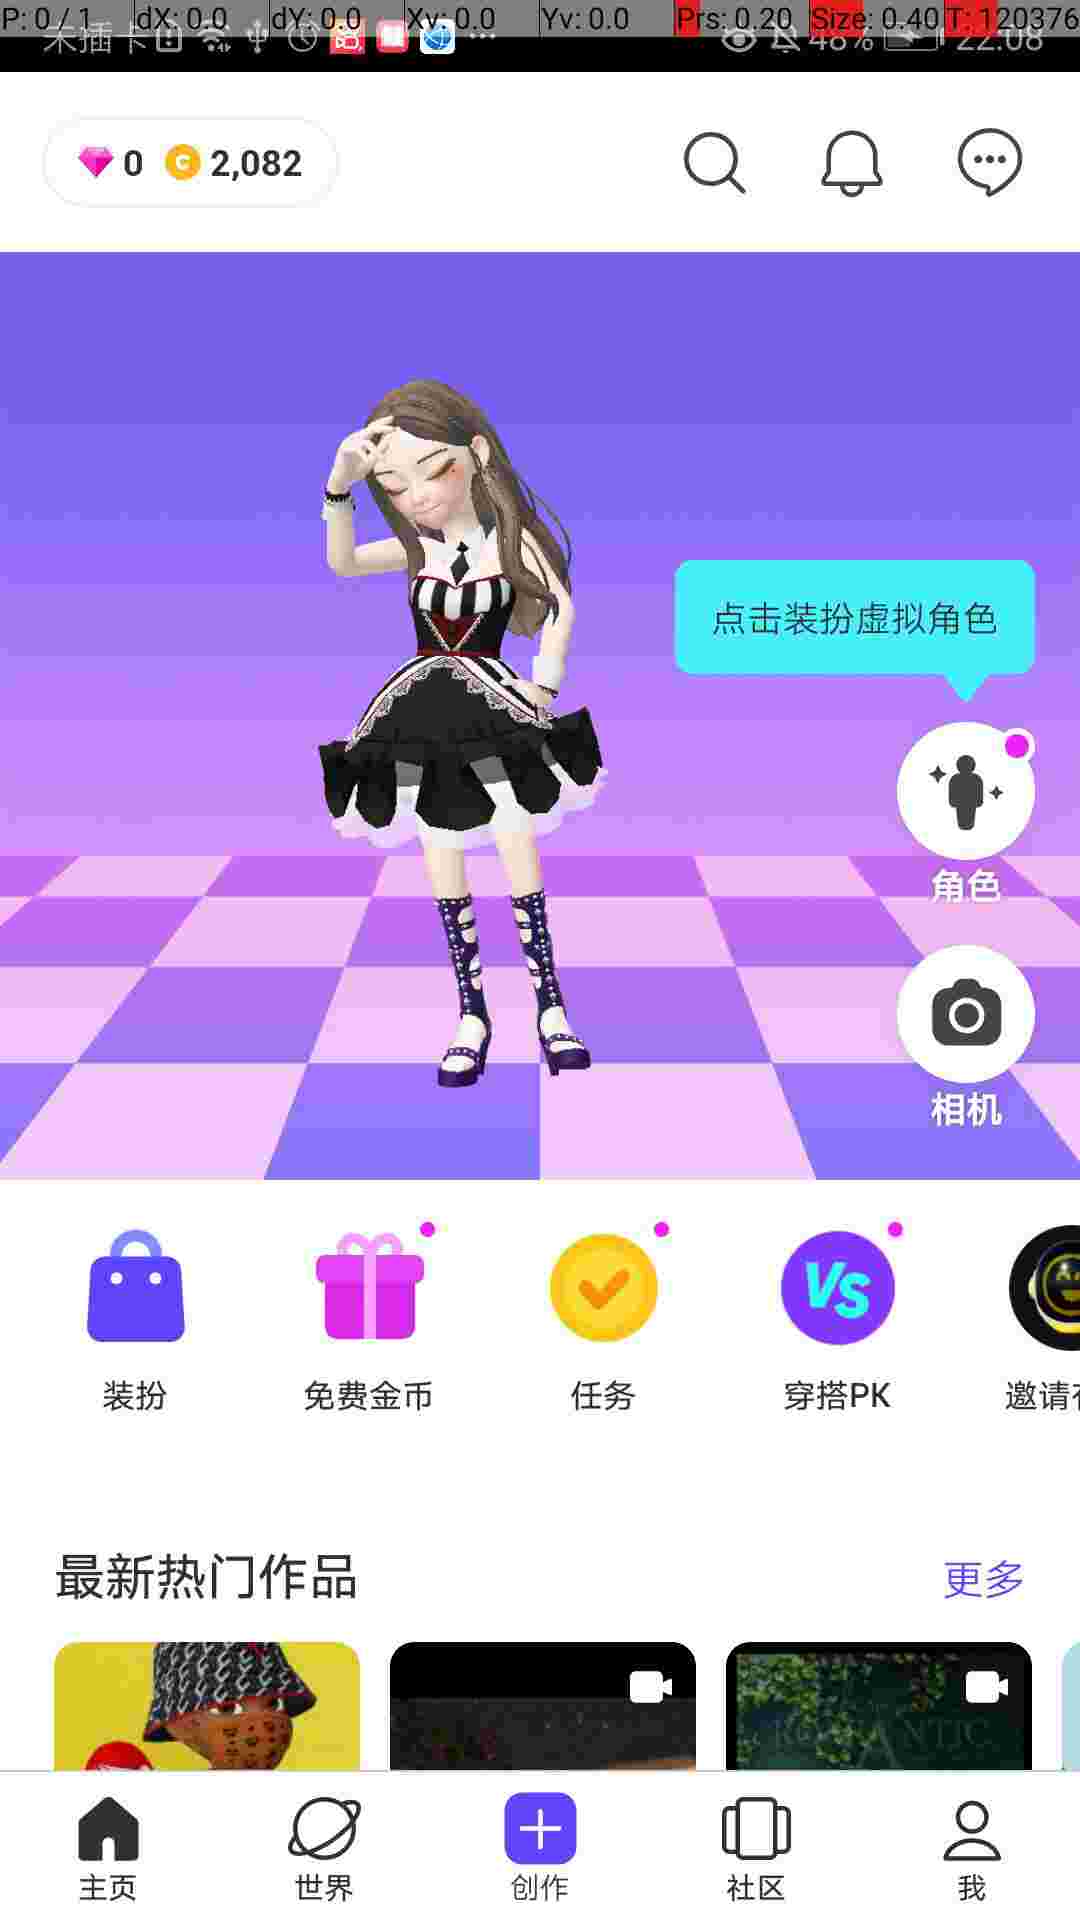 P: 0 / 1 dX: 0.0 dY: 0.0 Xv: 0.0 Yv: 0.0 Prs: 0.20 Size: 0.40 T: 120376
未插卡 48% 22:08
0 2,082
点击装扮虚拟角色
角色
相机
VS
装扮 免费金币 任务 穿搭PK 邀请
最新热门作品 更多
ROMANTIC
主页 世界 创作 社区 我